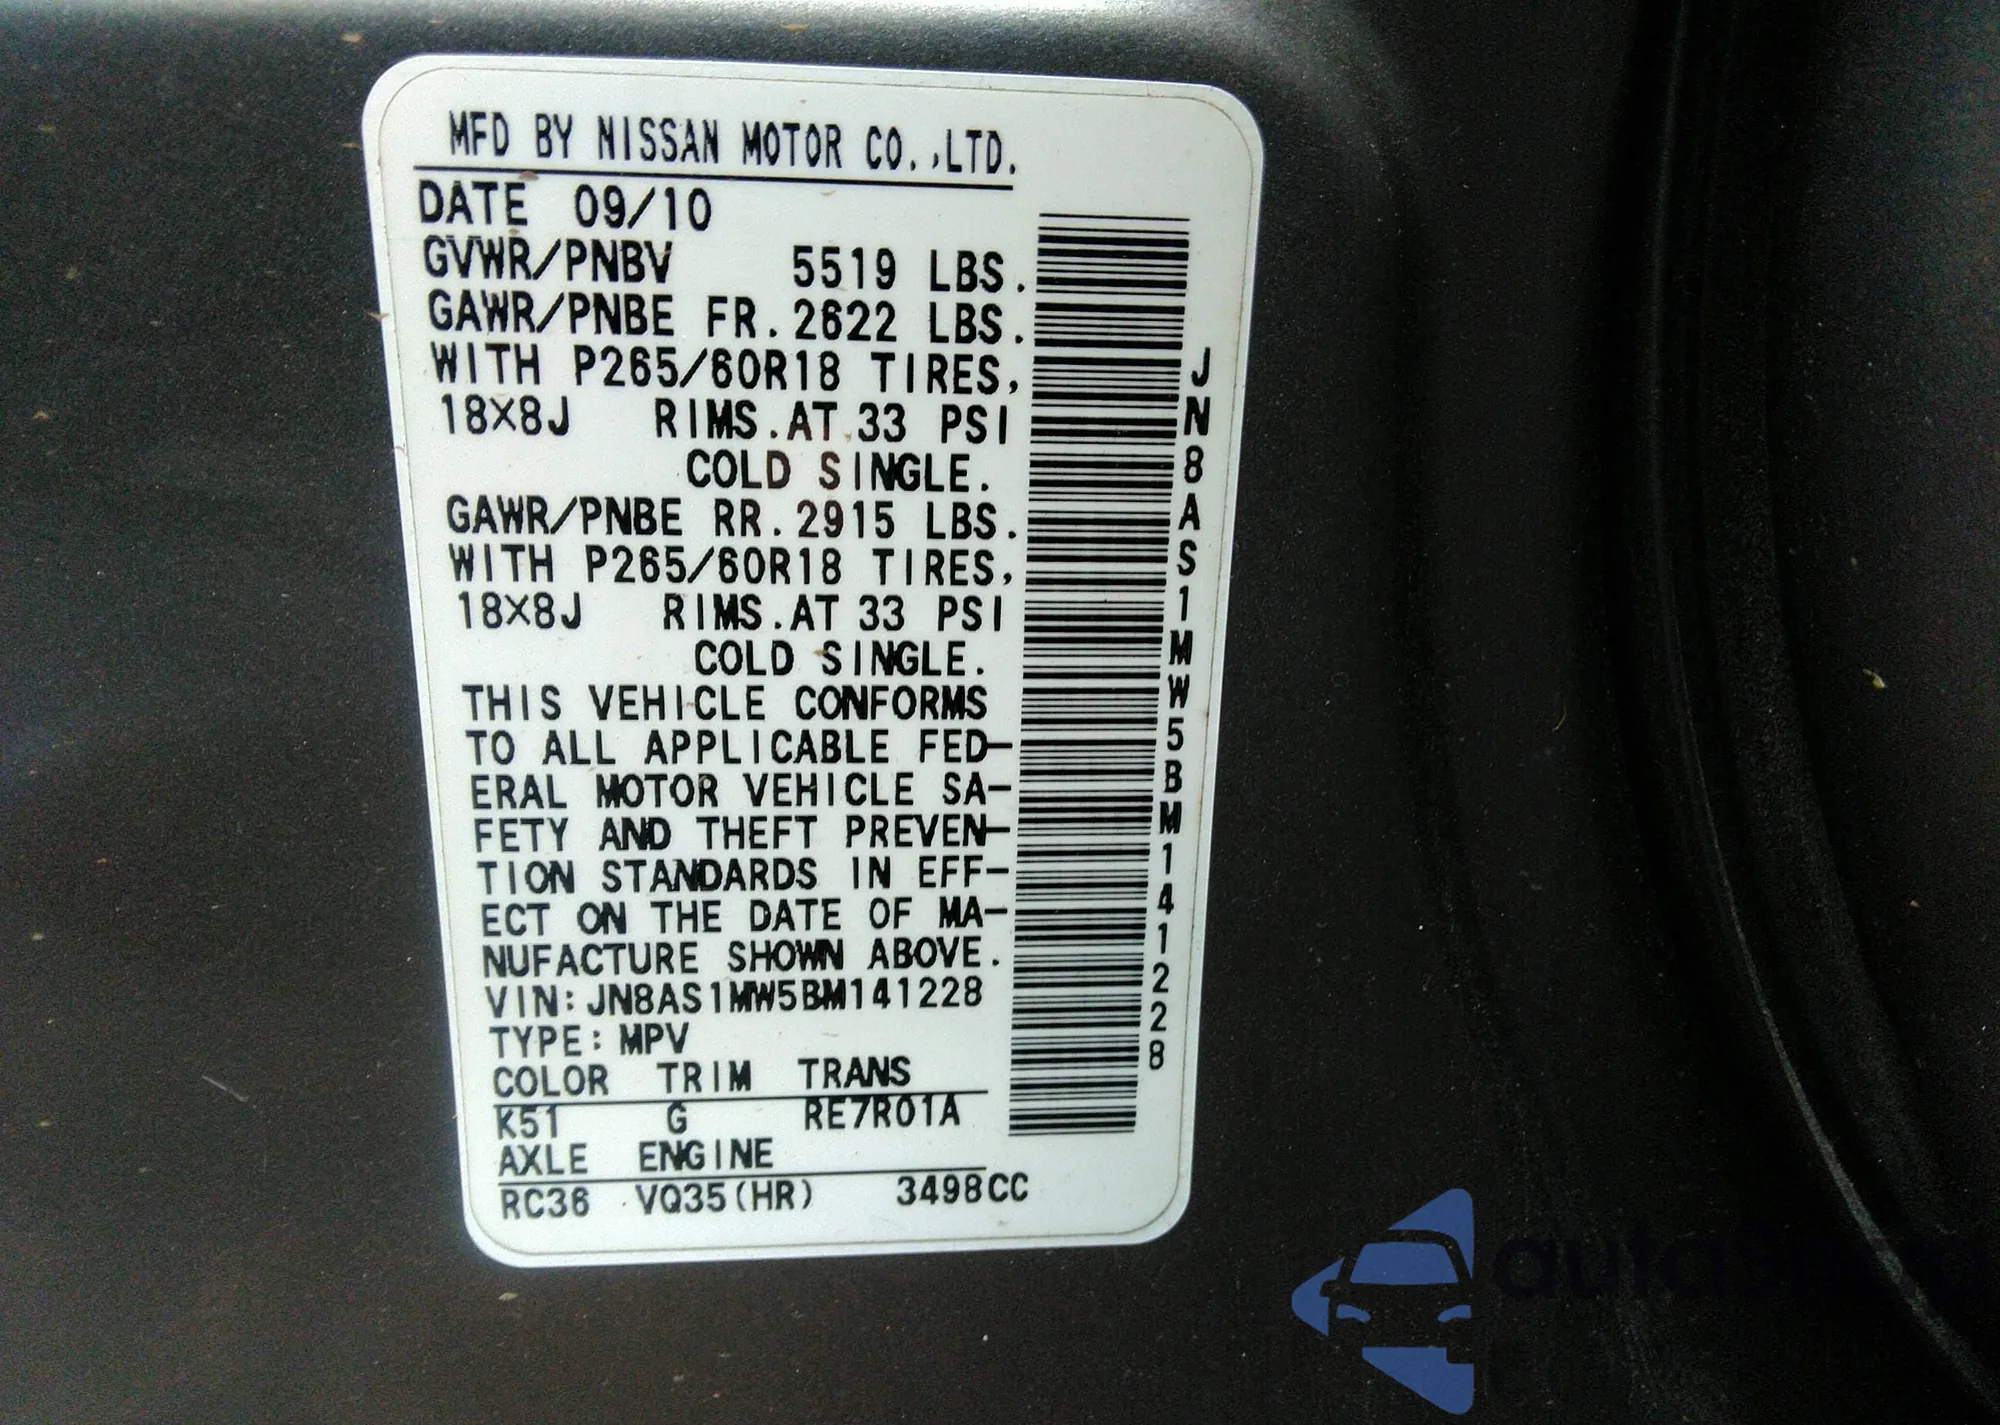 MFD BY NISSAN MOTOR CO.,LTD.
DATE 09/10
GVWR/PNBV 5519 LBS.
GAWR/PNBE FR.2622 LBS.
WITH P265/60R18 TIRES,
18×8J RIMS.AT 33 PSI
COLD SINGLE.
GAWR/PNBE RR.2915 LBS.
WITH P265/60R18 TIRES,
18×8J RIMS.AT 33 PSI
COLD SINGLE.
THIS VEHICLE CONFORMS
TO ALL APPLICABLE FED-
ERAL MOTOR VEHICLE SA-
FETY AND THEFT PREVEN-
TION STANDARDS IN EFF-
ECT ON THE DATE OF MA-
NUFACTURE SHOWN ABOVE.
VIN:JN8AS1MW5BM141228
TYPE:MPV
COLOR TRIM TRANS
K51 G RE7R01A
AXLE ENGINE
RC36 VQ35(HR) 3498CC
JN8AS1MW5BM141228